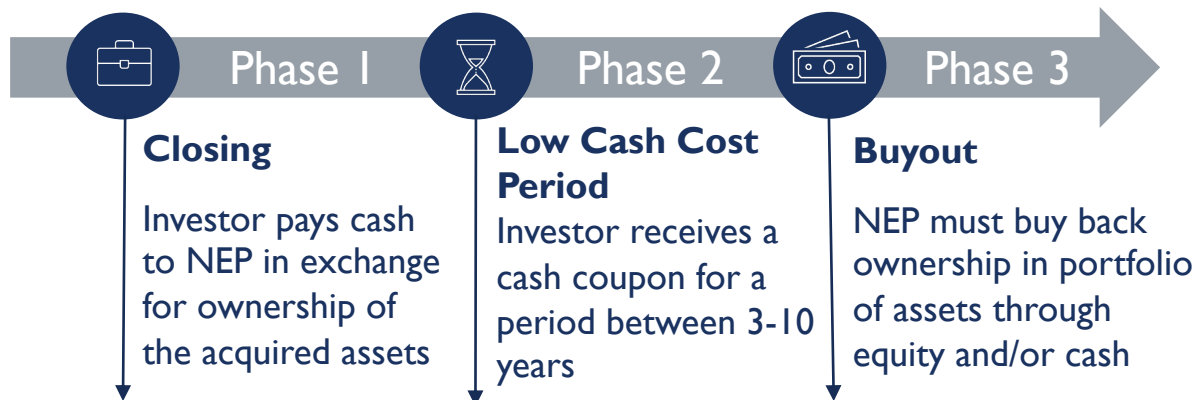 Phase 1
Phase 2
Phase 3
Closing
Investor pays cash
to NEP in exchange
for ownership of
the acquired assets
Low Cash Cost
Period
Investor receives a
cash coupon for a
period between 3-10
years
Buyout
NEP must buy back
ownership in portfolio
of assets through
equity and/or cash